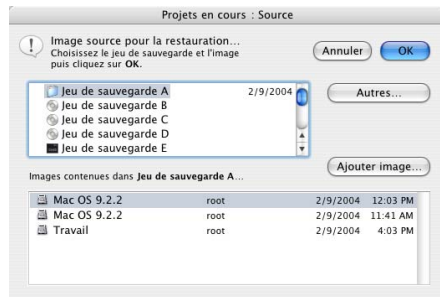 Projets en cours : Source
Image source pour la restauration...
Choisissez le jeu de sauvegarde et l'image
puis cliquez sur OK.
Annuler
OK
Jeu de sauvegarde A 2/9/2004
Jeu de sauvegarde B
Jeu de sauvegarde C
Jeu de sauvegarde D
Jeu de sauvegarde E
Autres...
Ajouter image...
Images contenues dans Jeu de sauvegarde A...
Mac OS 9.2.2 root 2/9/2004 12:03 PM
Mac OS 9.2.2 root 2/9/2004 11:41 AM
Travail root 2/9/2004 4:03 PM